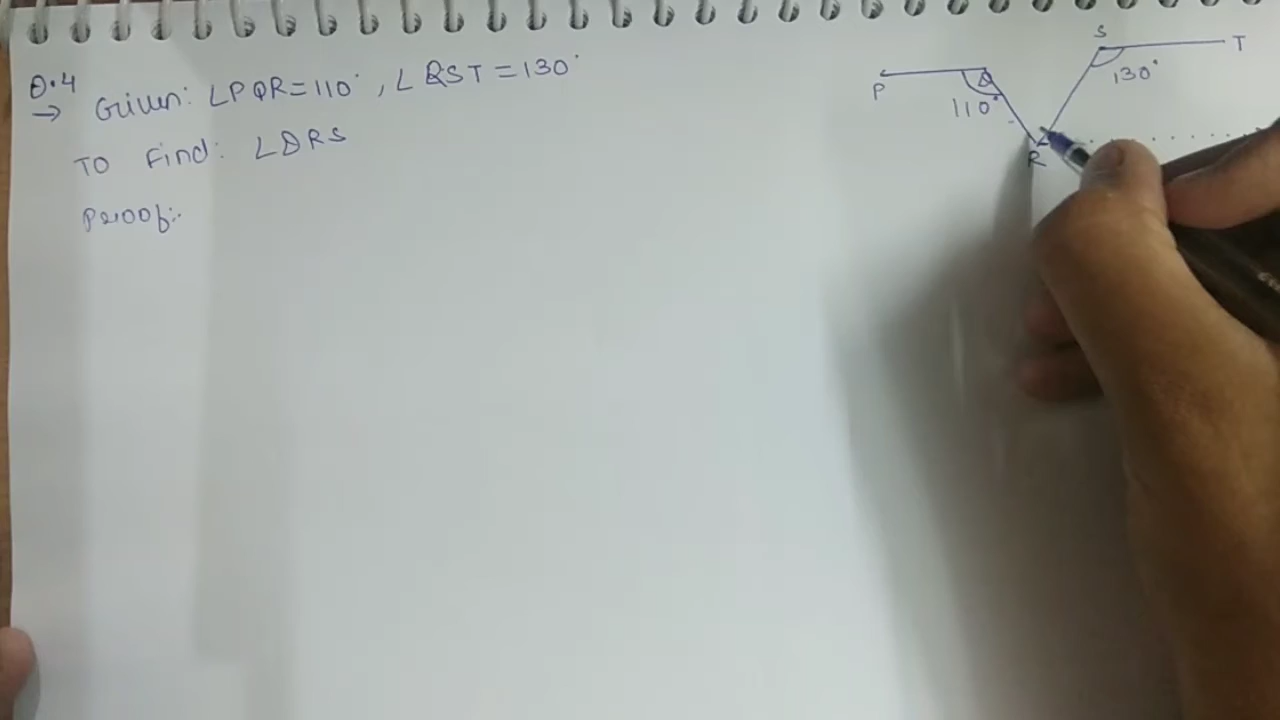 Q.4
→ Given: ∠PQR=110°, ∠RST=130°
To Find: ∠QRS
Proof:-
S
T
130°
P
Q
110°
R